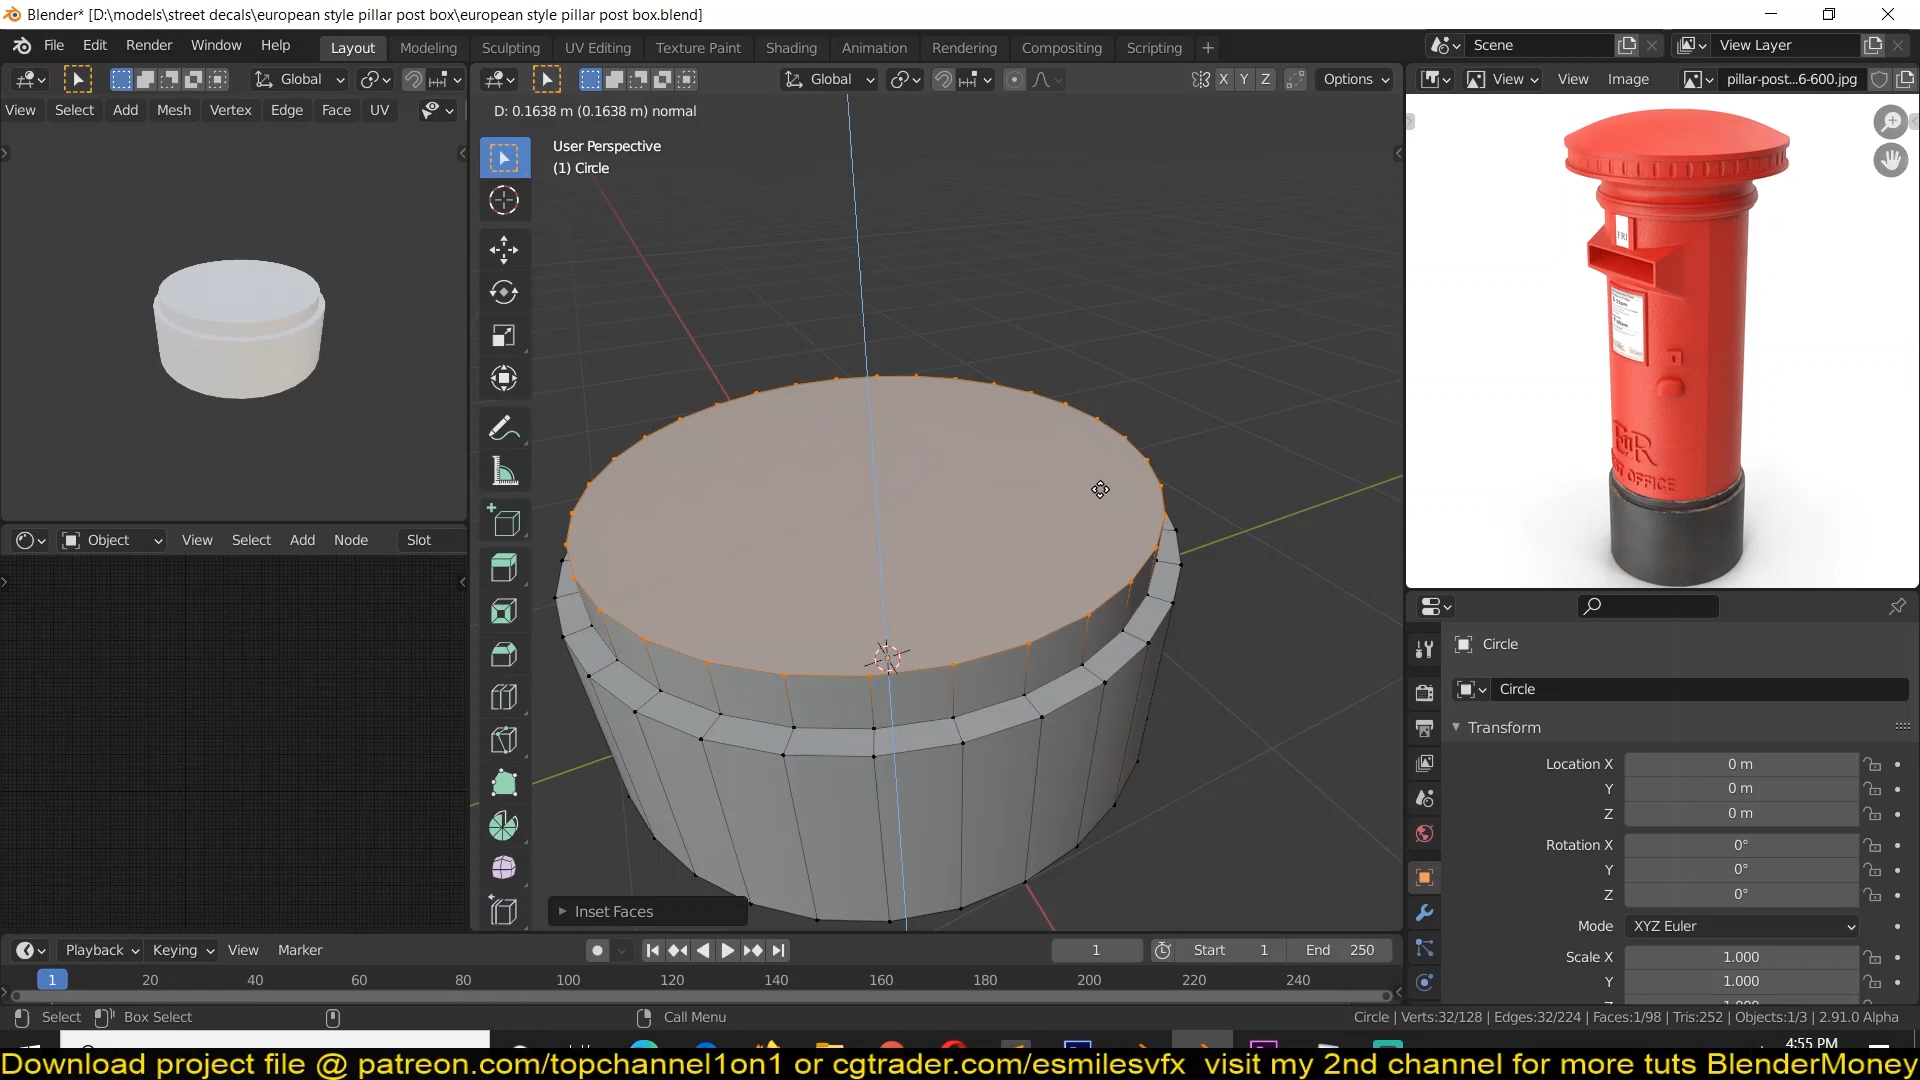 Blender* [D:\models\street decals\european style pillar post box\european style pillar post box.blend]
File Edit Render Window Help Layout Modeling Sculpting UV Editing Texture Paint Shading Animation Rendering Compositing Scripting + Scene View Layer
Global Global X Y Z Options View View Image pillar-post...6-600.jpg
View Select Add Mesh Vertex Edge Face UV
D: 0.1638 m (0.1638 m) normal
User Perspective
(1) Circle
FRI
POST OFFICE
Object View Select Add Node Slot
Circle
Circle
Transform
Location X 0 m
Y 0 m
Z 0 m
Rotation X 0°
Y 0°
Z 0°
Mode XYZ Euler
Scale X 1.000
Y 1.000
Inset Faces
Playback Keying View Marker 1 Start 1 End 250
1 20 40 60 80 100 120 140 160 180 200 220 240
Select Box Select Call Menu Circle | Verts:32/128 | Edges:32/224 | Faces:1/98 | Tris:252 | Objects:1/3 | 2.91.0 Alpha
4:55 PM
Download project file @ patreon.com/topchannel1on1 or cgtrader.com/esmilesvfx visit my 2nd channel for more tuts BlenderMoney